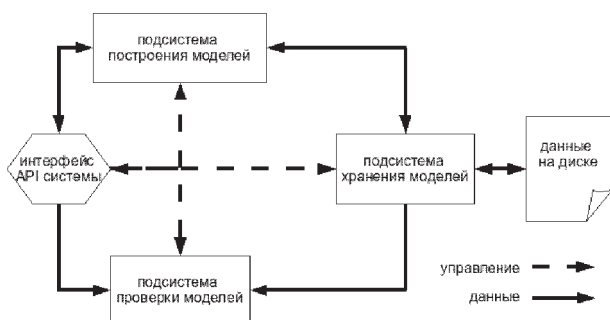 подсистема
построения моделей
интерфейс
API системы
подсистема
хранения моделей
данные
на диске
подсистема
проверки моделей
управление
данные